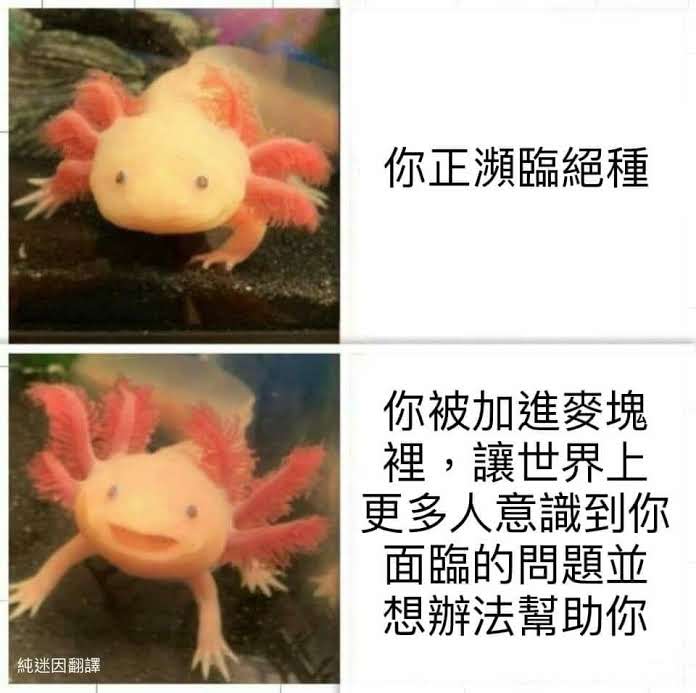 你正瀕臨絕種
你被加進麥塊
裡，讓世界上
更多人意識到你
面臨的問題並
想辦法幫助你
純迷因翻譯